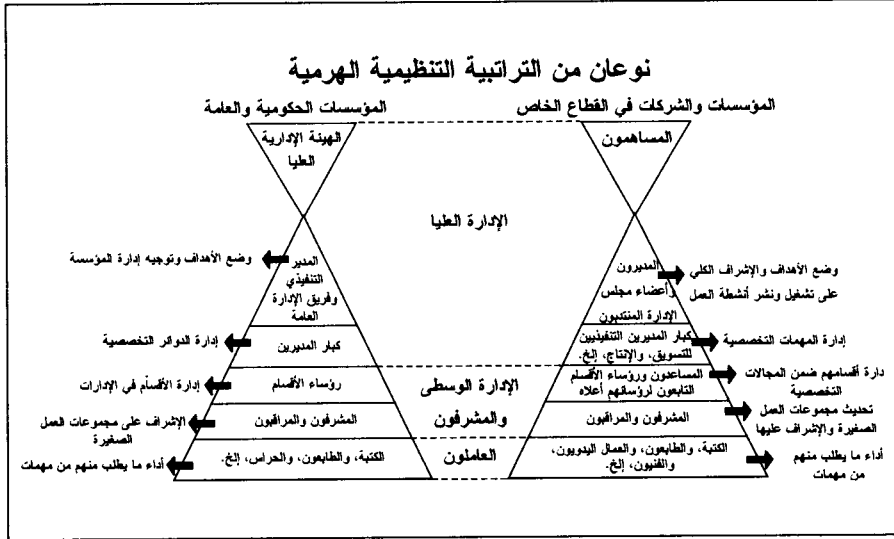 نوعان من التراتبية التنظيمية الهرمية
المؤسسات والشركات في القطاع الخاص
المؤسسات الحكومية والعامة
المساهمون
المديرون
وأعضاء مجلس
الإدارة المنتدبون
كبار المديرين التنفيذيين
للتسويق، والإنتاج، إلخ.
المساعدون ورؤساء الأقسام
التابعون لرؤسائهم أعلاه
المشرفون والمراقبون
الكتبة، والطابعون، والعمال اليدويون،
والفنيون، إلخ.
وضع الأهداف والإشراف الكلي
على تشغيل ونشر أنشطة العمل
إدارة المهمات التخصصية
دارة أقسامهم ضمن المجالات
التخصصية
تحديث مجموعات العمل
الصغيرة والإشراف عليها
أداء ما يطلب منهم
من مهمات
الإدارة العليا
الإدارة الوسطى
والمشرفون
العاملون
الهيئة الإدارية
العليا
المدير
التنفيذي
وفريق الإدارة
العامة
كبار المديرين
رؤساء الأقسام
المشرفون والمراقبون
الكتبة، والطابعون، والحراس، إلخ.
وضع الأهداف وتوجيه إدارة المؤسسة
إدارة الدوائر التخصصية
إدارة الأقسام في الإدارات
الإشراف على مجموعات العمل
الصغيرة
أداء ما يطلب منهم من مهمات